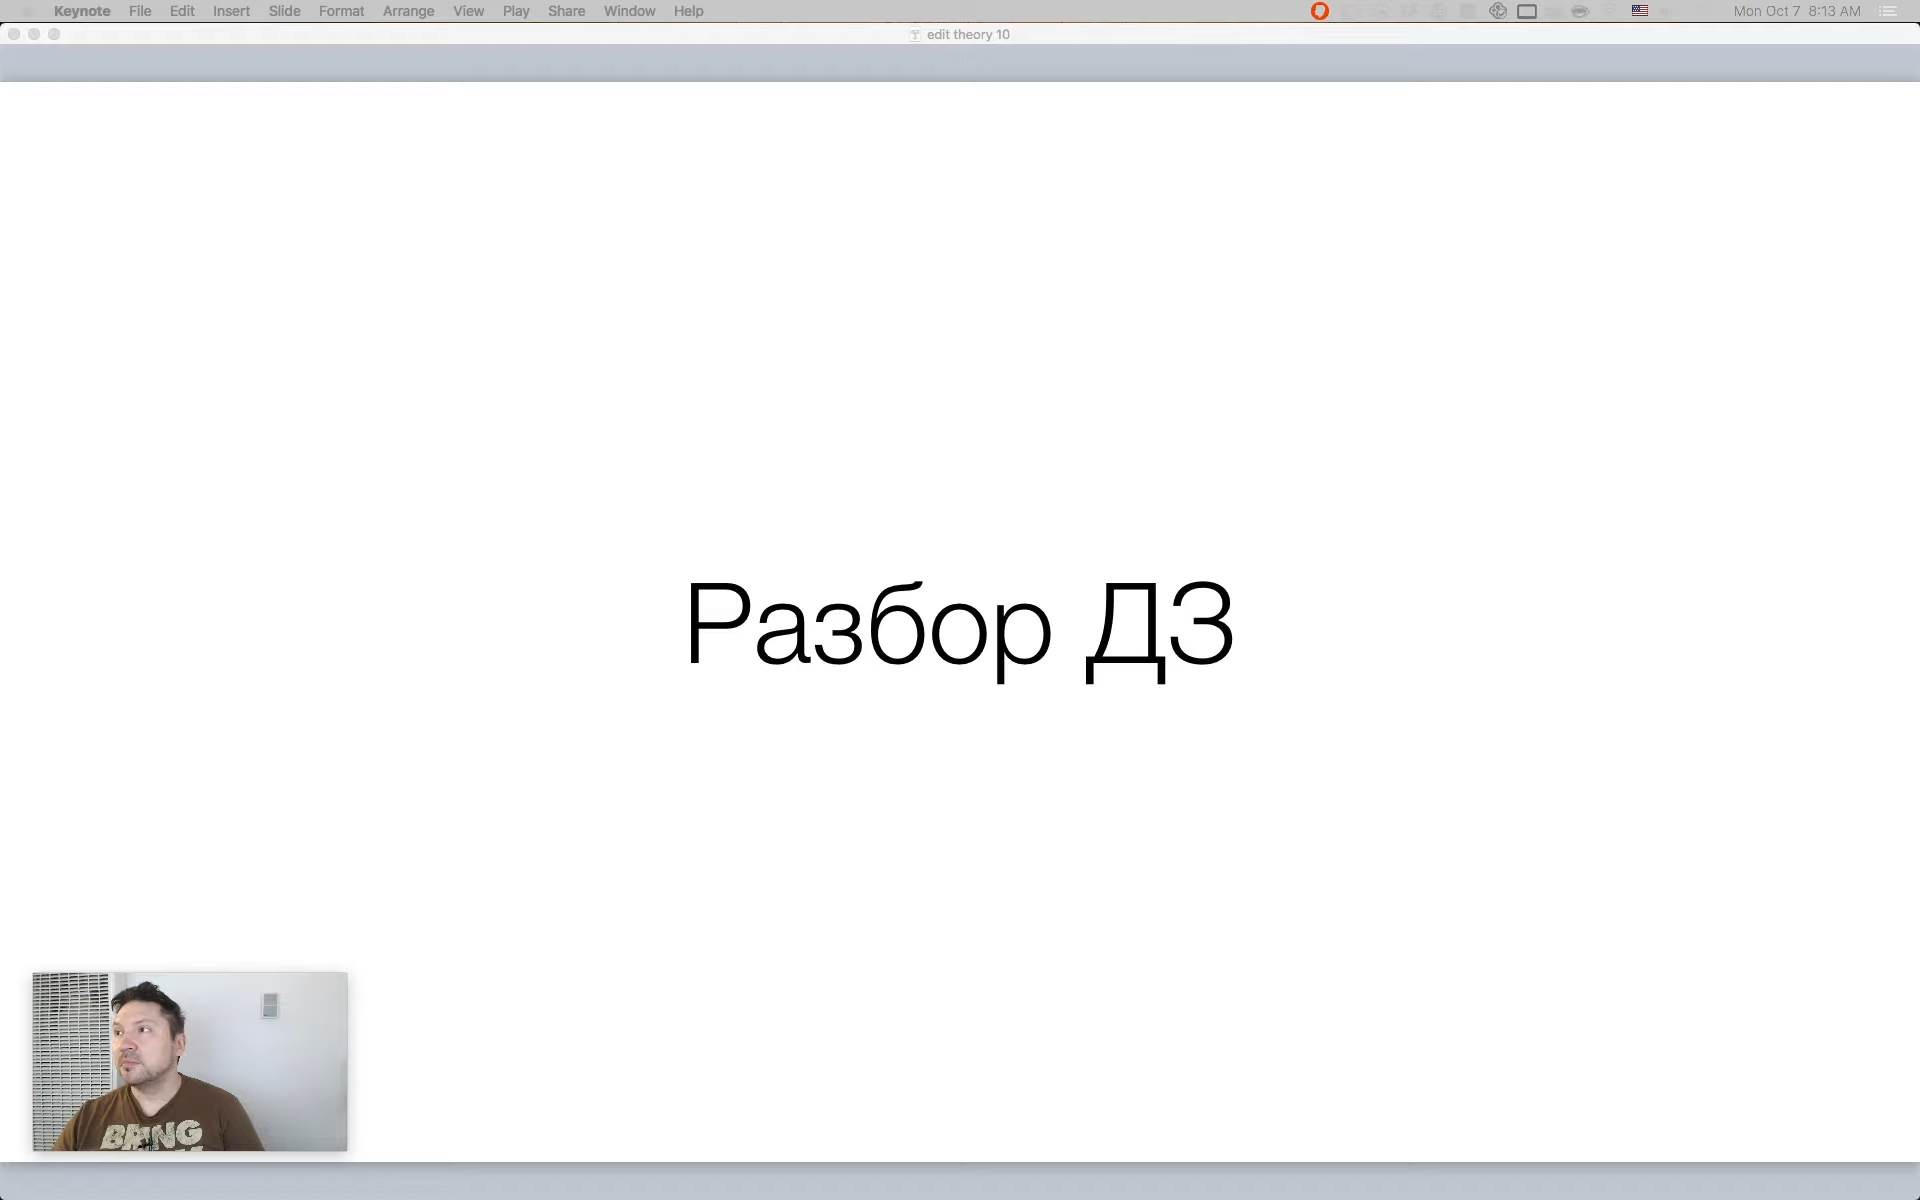 Keynote File Edit Insert Slide Format Arrange View Play Share Window Help Mon Oct 7 8:13 AM
edit theory 10
Разбор ДЗ
BRING